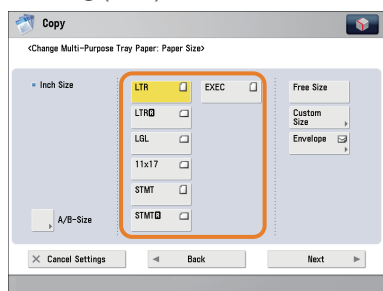 Copy
<Change Multi-Purpose Tray Paper: Paper Size>
Inch Size
LTR
EXEC
Free Size
LTRR
Custom
Size
LGL
Envelope
11x17
STMT
STMTR
A/B-Size
Cancel Settings
Back
Next